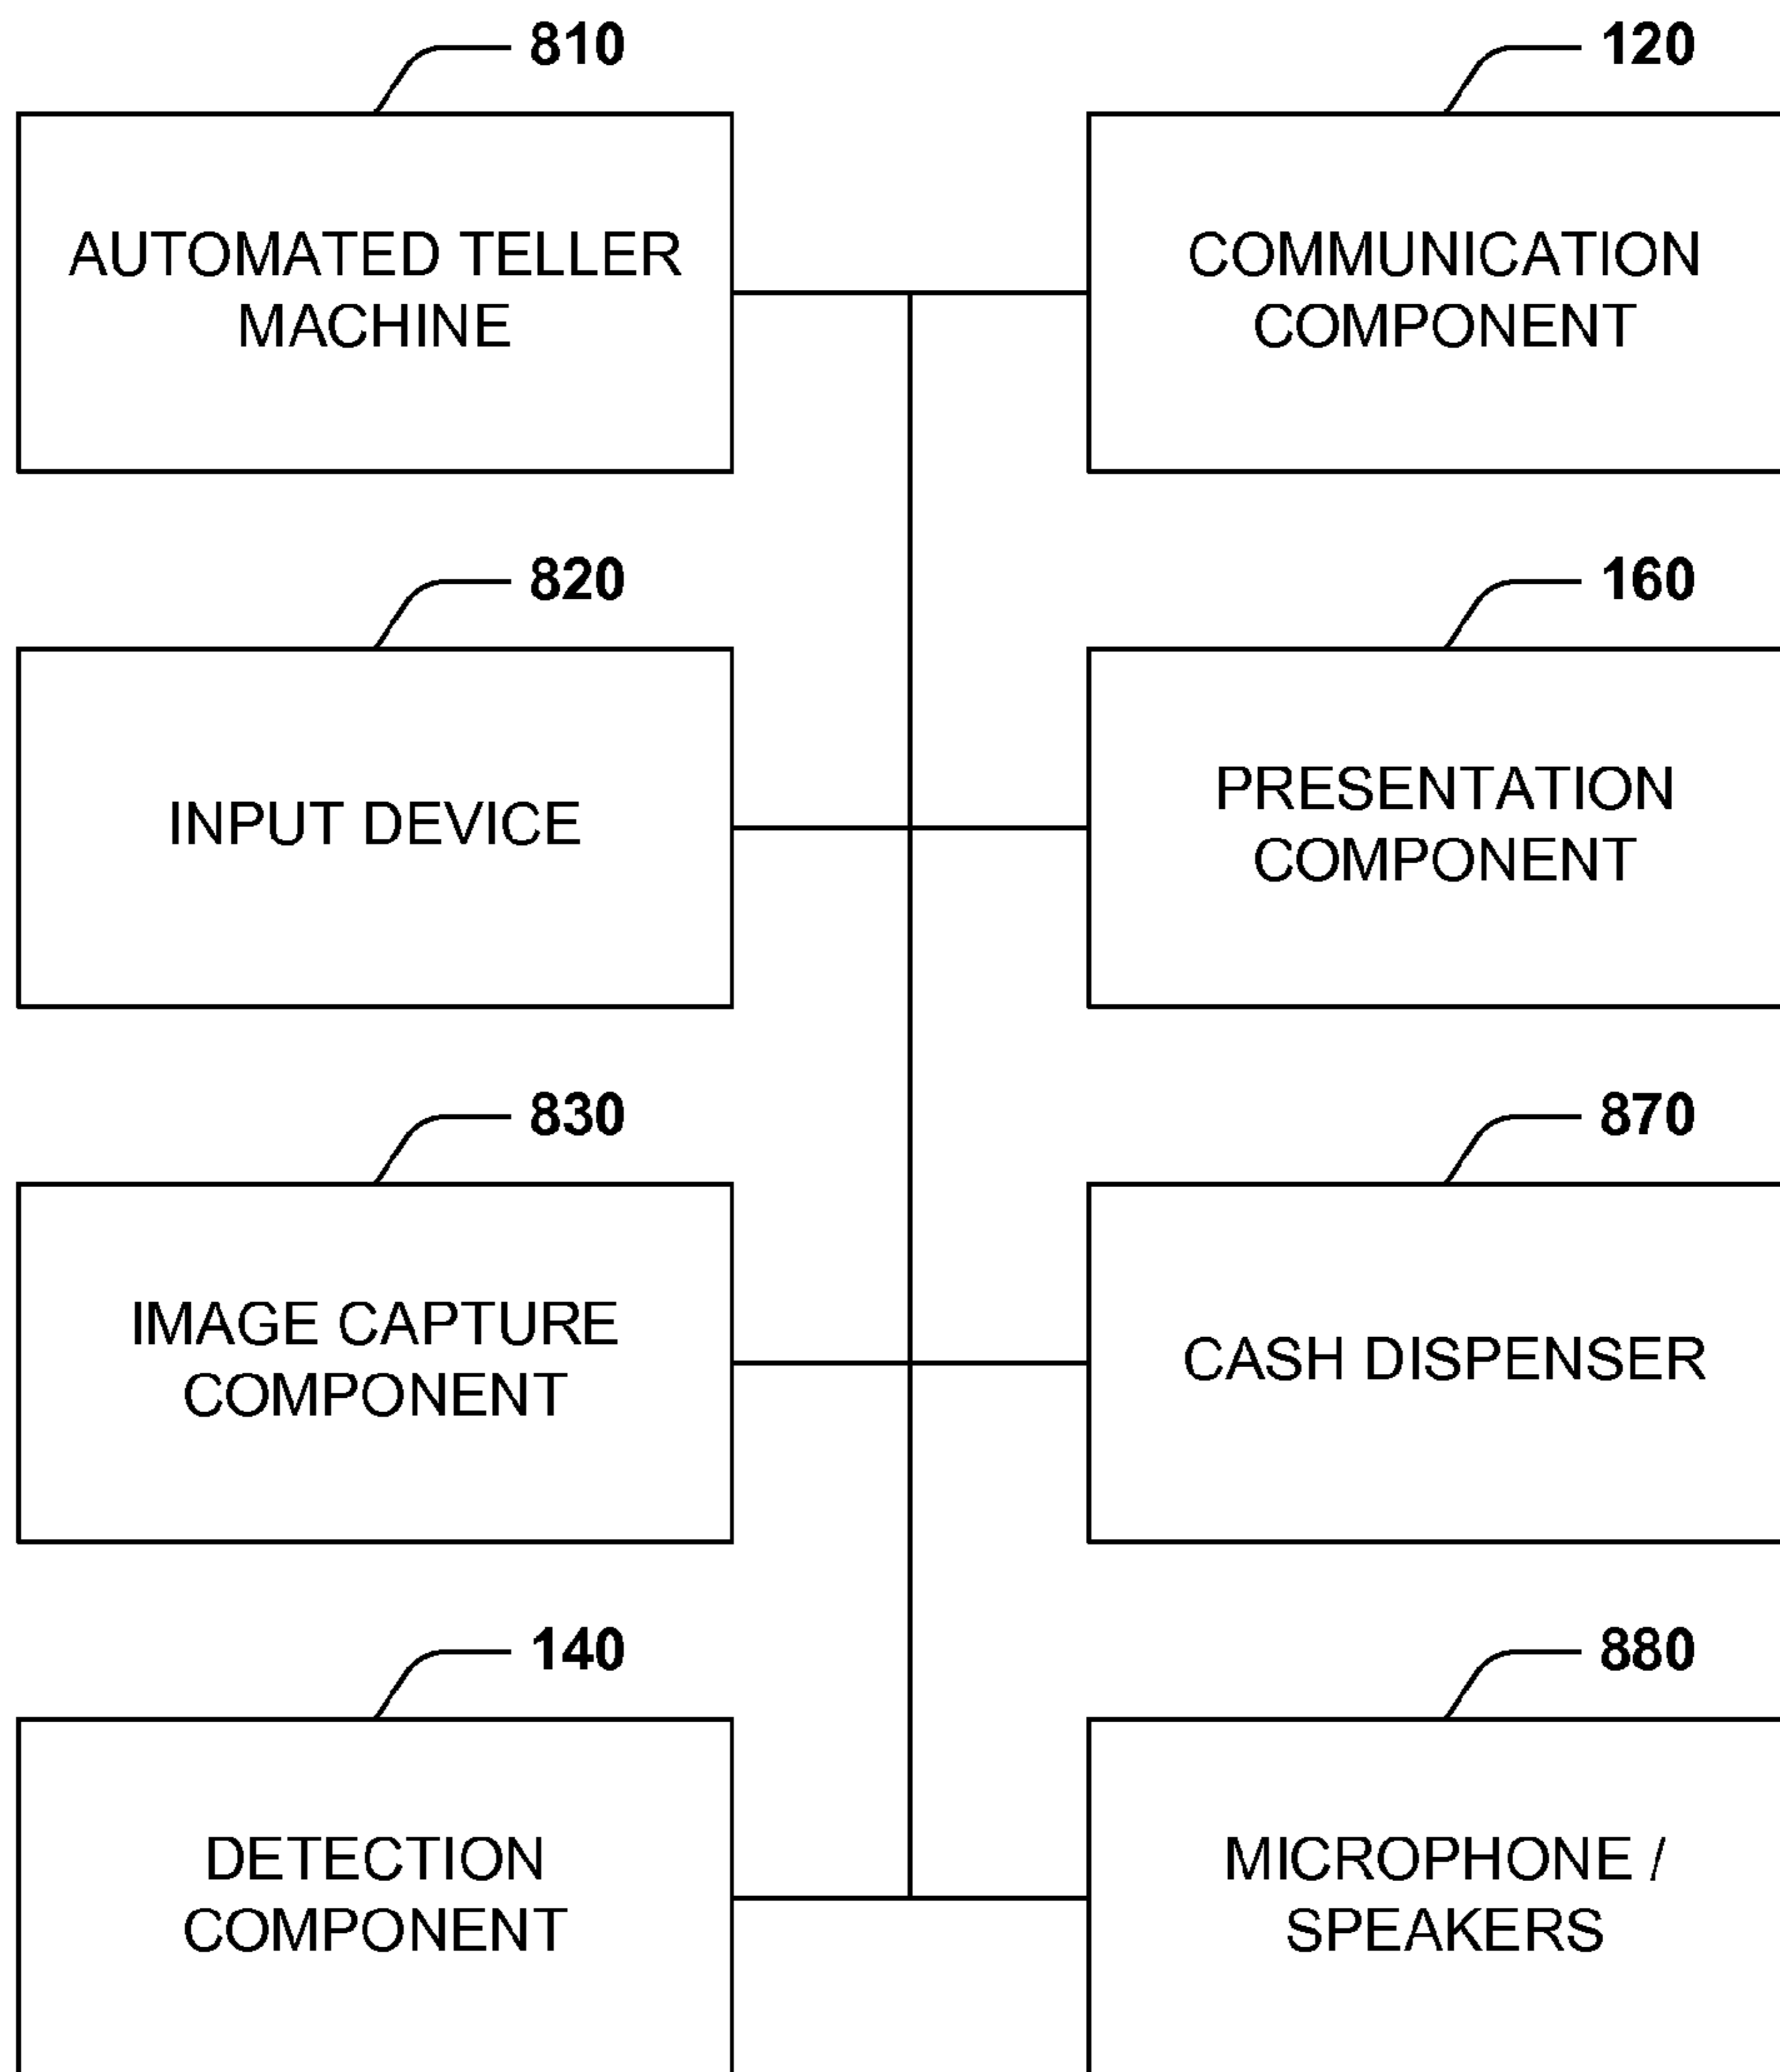 810
120
AUTOMATED TELLER
MACHINE
COMMUNICATION
COMPONENT
820
160
INPUT DEVICE
PRESENTATION
COMPONENT
830
870
IMAGE CAPTURE
COMPONENT
CASH DISPENSER
140
880
DETECTION
COMPONENT
MICROPHONE /
SPEAKERS